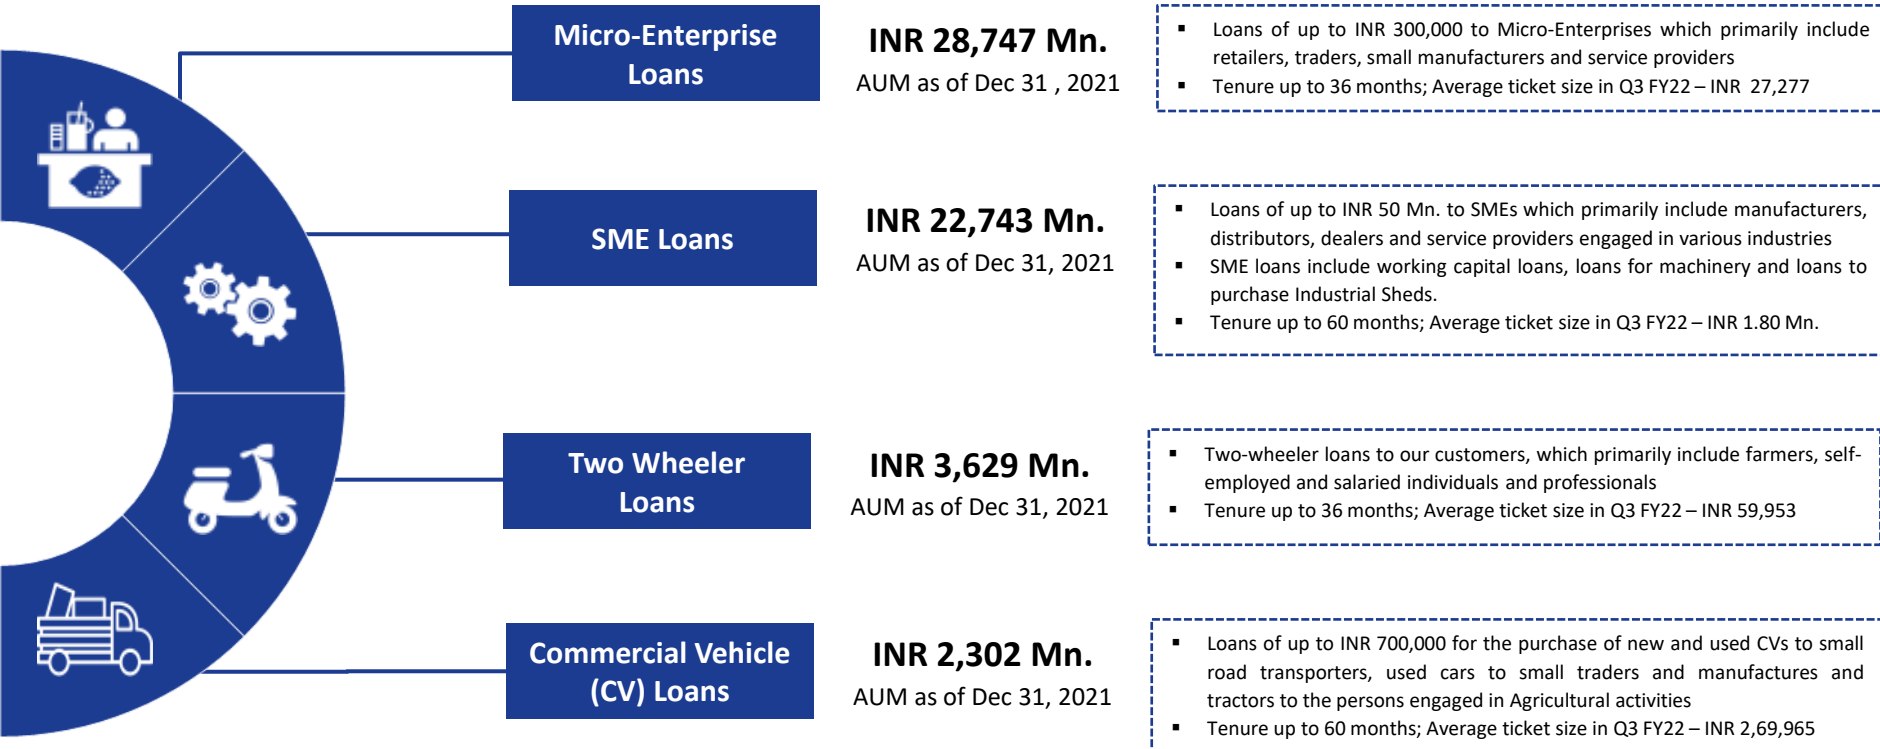 Micro-Enterprise
Loans
INR 28,747 Mn.
AUM as of Dec 31 , 2021
▪ Loans of up to INR 300,000 to Micro-Enterprises which primarily include
retailers, traders, small manufacturers and service providers
▪ Tenure up to 36 months; Average ticket size in Q3 FY22 – INR 27,277
SME Loans
INR 22,743 Mn.
AUM as of Dec 31, 2021
▪ Loans of up to INR 50 Mn. to SMEs which primarily include manufacturers,
distributors, dealers and service providers engaged in various industries
▪ SME loans include working capital loans, loans for machinery and loans to
purchase Industrial Sheds.
▪ Tenure up to 60 months; Average ticket size in Q3 FY22 – INR 1.80 Mn.
Two Wheeler
Loans
INR 3,629 Mn.
AUM as of Dec 31, 2021
▪ Two-wheeler loans to our customers, which primarily include farmers, self-
employed and salaried individuals and professionals
▪ Tenure up to 36 months; Average ticket size in Q3 FY22 – INR 59,953
Commercial Vehicle
(CV) Loans
INR 2,302 Mn.
AUM as of Dec 31, 2021
▪ Loans of up to INR 700,000 for the purchase of new and used CVs to small
road transporters, used cars to small traders and manufactures and
tractors to the persons engaged in Agricultural activities
▪ Tenure up to 60 months; Average ticket size in Q3 FY22 – INR 2,69,965